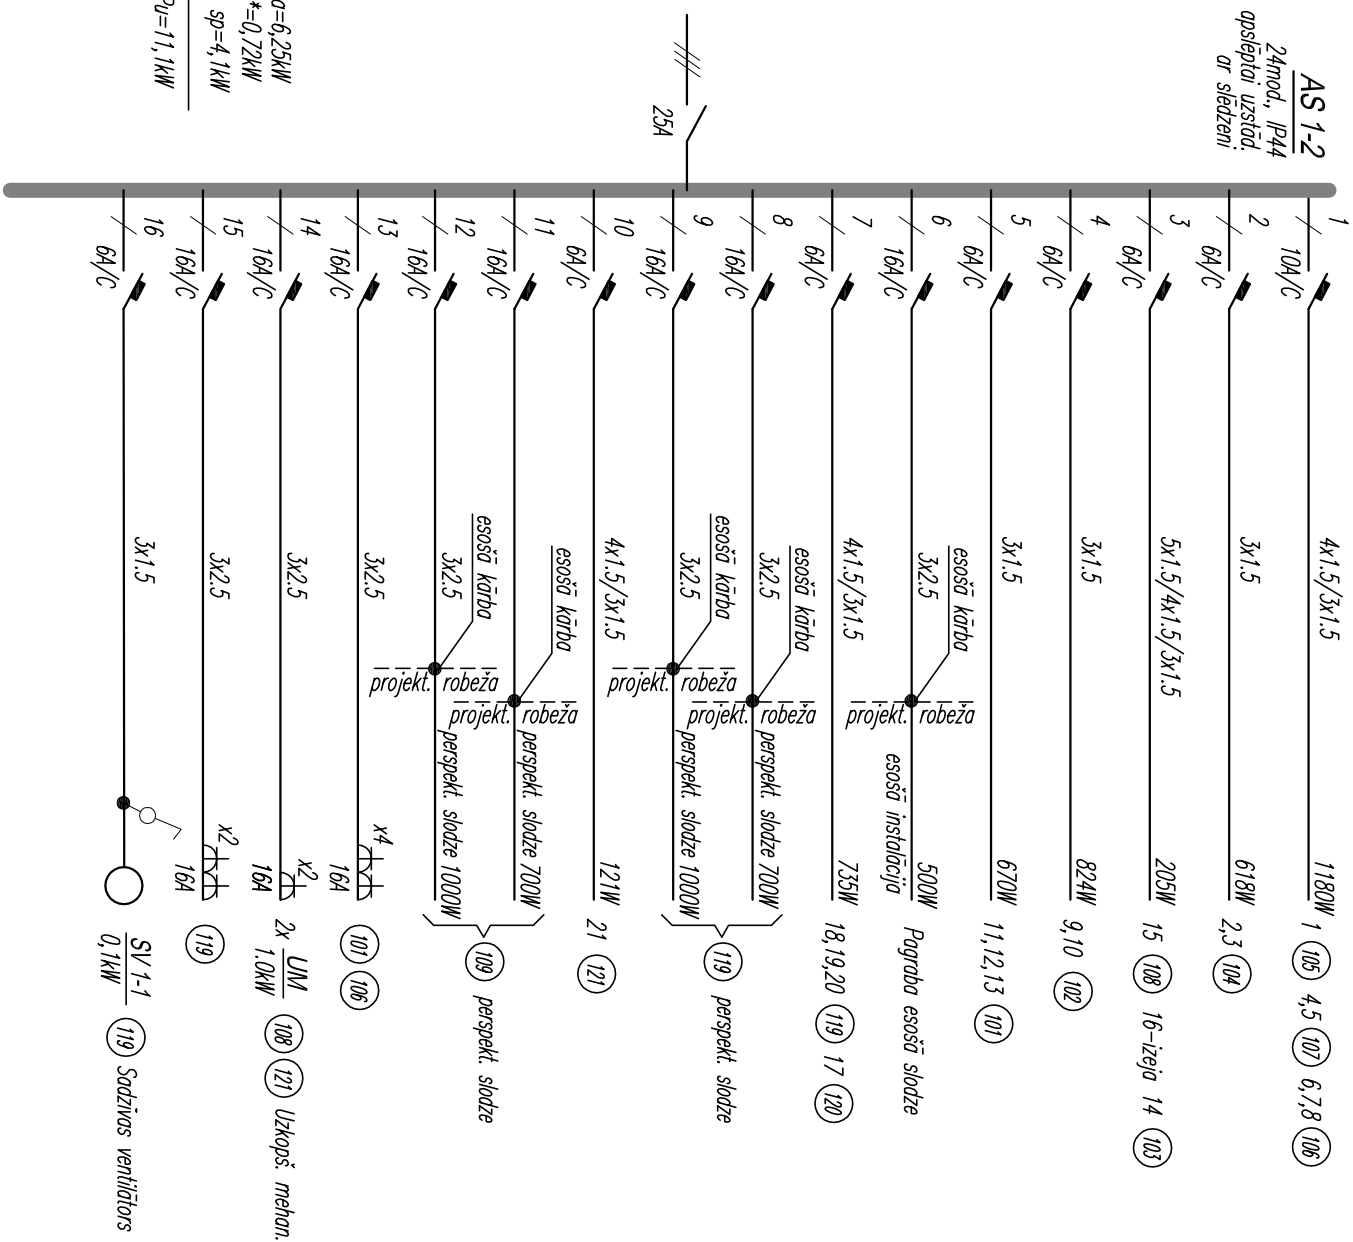 AS 1-2
24mod., IP44
apslēptai uzstād.
ar slēdzeni
25A
=6,25kW
*=0,72kW
sp=4,1kW
=11,1kW
1
10A/C
4x1.5/3x1.5
1180W 1 105 4,5 107 6,7,8 106
2
6A/C
3x1.5
618W 2,3 104
3
6A/C
5x1.5/4x1.5/3x1.5
205W 15 108 16-izeja 14 103
4
6A/C
3x1.5
824W 9,10 102
5
6A/C
3x1.5
670W 11,12,13 101
6
16A/C
esošā kārba
3x2.5
projekt. robeža
esošā instalācija
500W Pagraba esošā slodze
7
6A/C
4x1.5/3x1.5
735W 18,19,20 119 17 120
8
16A/C
esošā kārba
3x2.5
projekt. robeža
perspekt. slodze 700W
9
16A/C
esošā kārba
3x2.5
projekt. robeža
perspekt. slodze 1000W
119 perspekt. slodze
10
6A/C
4x1.5/3x1.5
121W 21 121
11
16A/C
esošā kārba
projekt. robeža
perspekt. slodze 700W
12
16A/C
esošā kārba
3x2.5
projekt. robeža
perspekt. slodze 1000W
109 perspekt. slodze
13
16A/C
3x2.5
x4
16A
101 106
14
16A/C
3x2.5
x2
16A
2x UM
1.0kW
108 121 Uzkopš. mehan.
15
16A/C
3x2.5
x2
16A
119
16
6A/C
3x1.5
SV 1-1
0,1kW
119 Sadzīves ventilātors